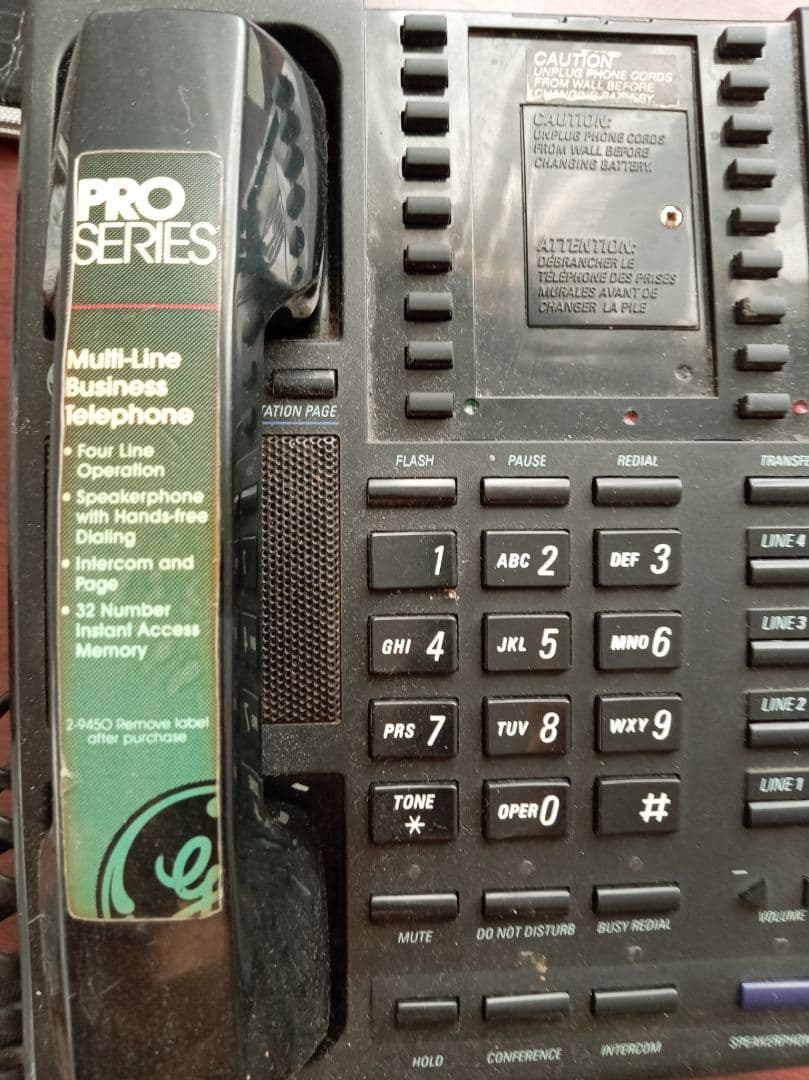 PRO
SERIES
Multi-Line
Business
Telephone
• Four Line
Operation
• Speakerphone
with Hands-free
Dialing
• Intercom and
Page
• 32 Number
Instant Access
Memory
2-9450 Remove label
after purchase
CAUTION
UNPLUG PHONE CORDS
FROM WALL BEFORE
CHANGING BATTERY.
CAUTION:
UNPLUG PHONE CORDS
FROM WALL BEFORE
CHANGING BATTERY.
ATTENTION:
DÉBRANCHER LE
TÉLÉPHONE DES PRISES
MURALES AVANT DE
CHANGER LA PILE
TATION PAGE
FLASH PAUSE REDIAL TRANSFE
1 ABC 2 DEF 3 LINE 4
GHI 4 JKL 5 MNO 6 LINE 3
PRS 7 TUV 8 WXY 9 LINE 2
TONE
* OPER 0 # LINE 1
MUTE DO NOT DISTURB BUSY REDIAL VOLUME
HOLD CONFERENCE INTERCOM SPEAKERPHON